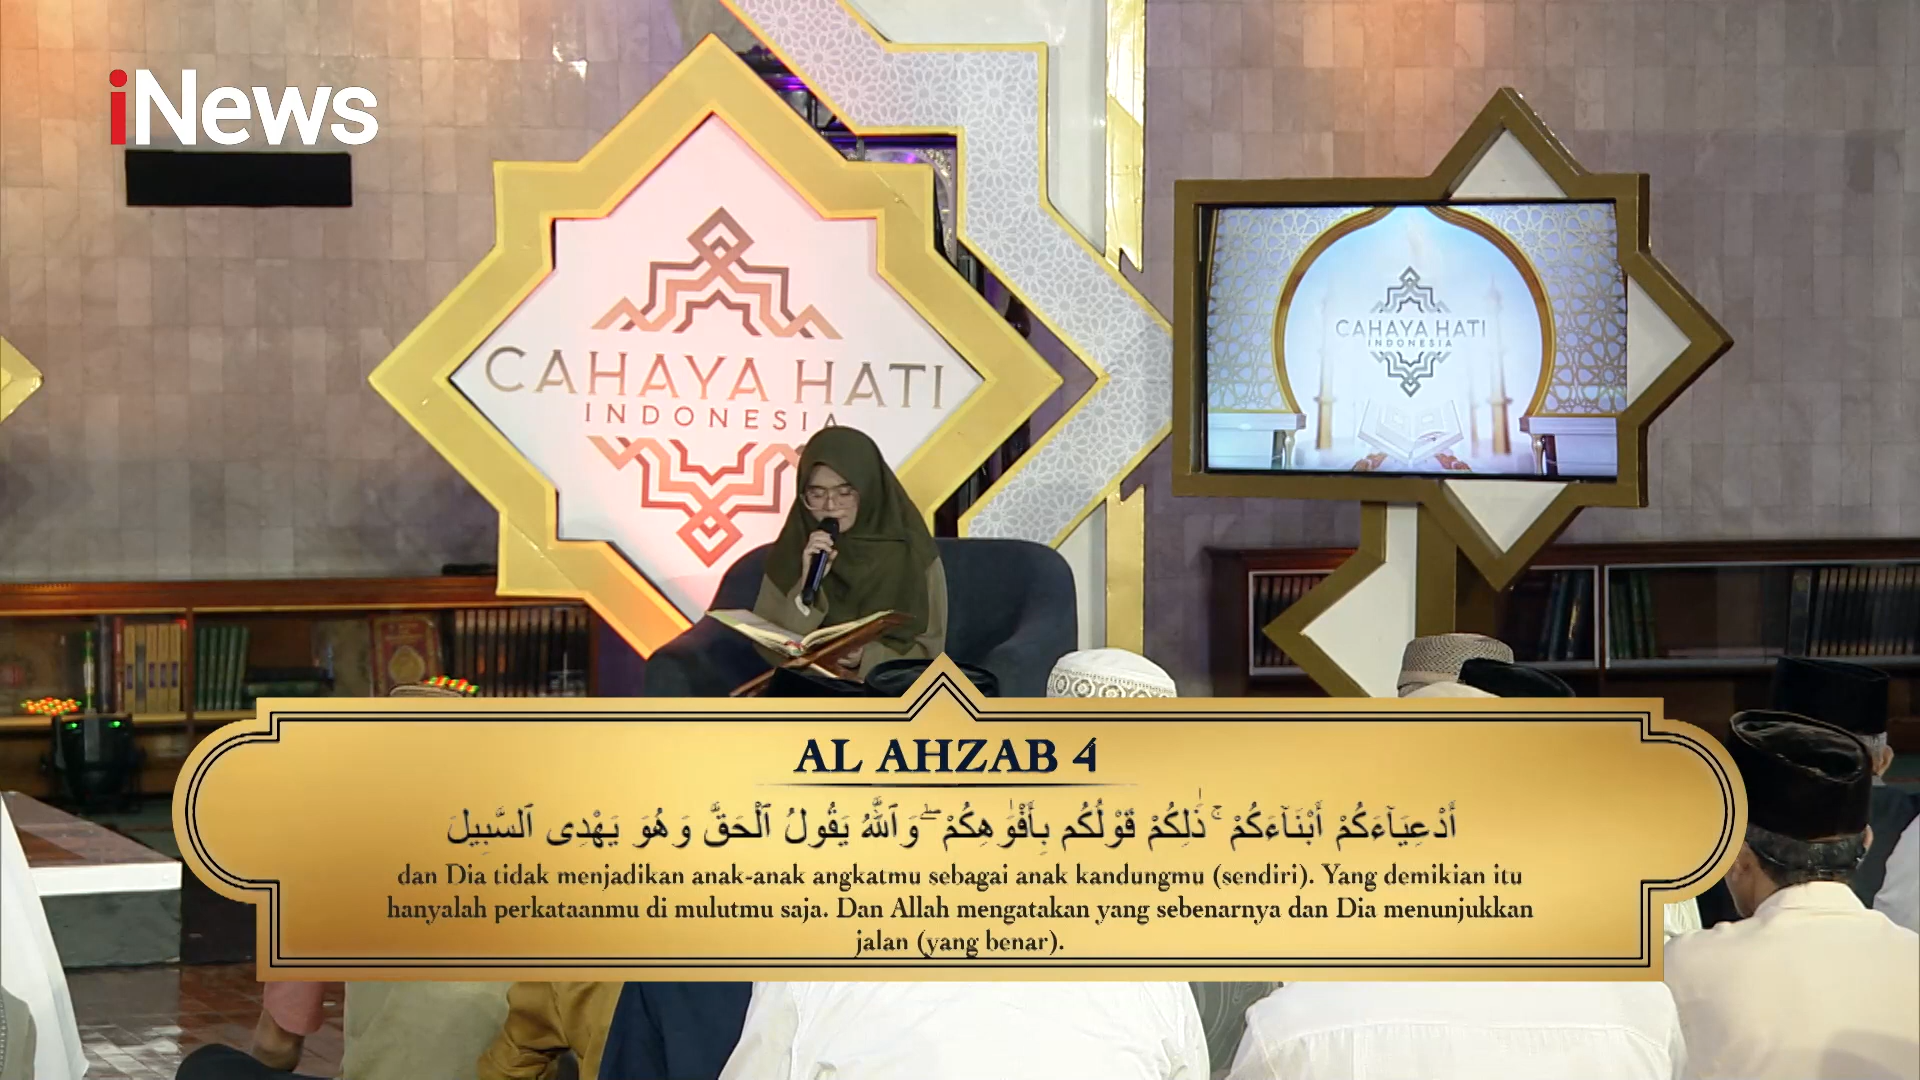 iNews
CAHAYA HATI
INDONESIA
CAHAYA HATI
INDONESIA
AL AHZAB 4
أَدْعِيَآءَكُمْ أَبْنَآءَكُمْ ۚ ذَٰلِكُمْ قَوْلُكُم بِأَفْوَٰهِكُمْ ۖ وَٱللَّهُ يَقُولُ ٱلْحَقَّ وَهُوَ يَهْدِى ٱلسَّبِيلَ
dan Dia tidak menjadikan anak-anak angkatmu sebagai anak kandungmu (sendiri). Yang demikian itu
hanyalah perkataanmu di mulutmu saja. Dan Allah mengatakan yang sebenarnya dan Dia menunjukkan
jalan (yang benar).